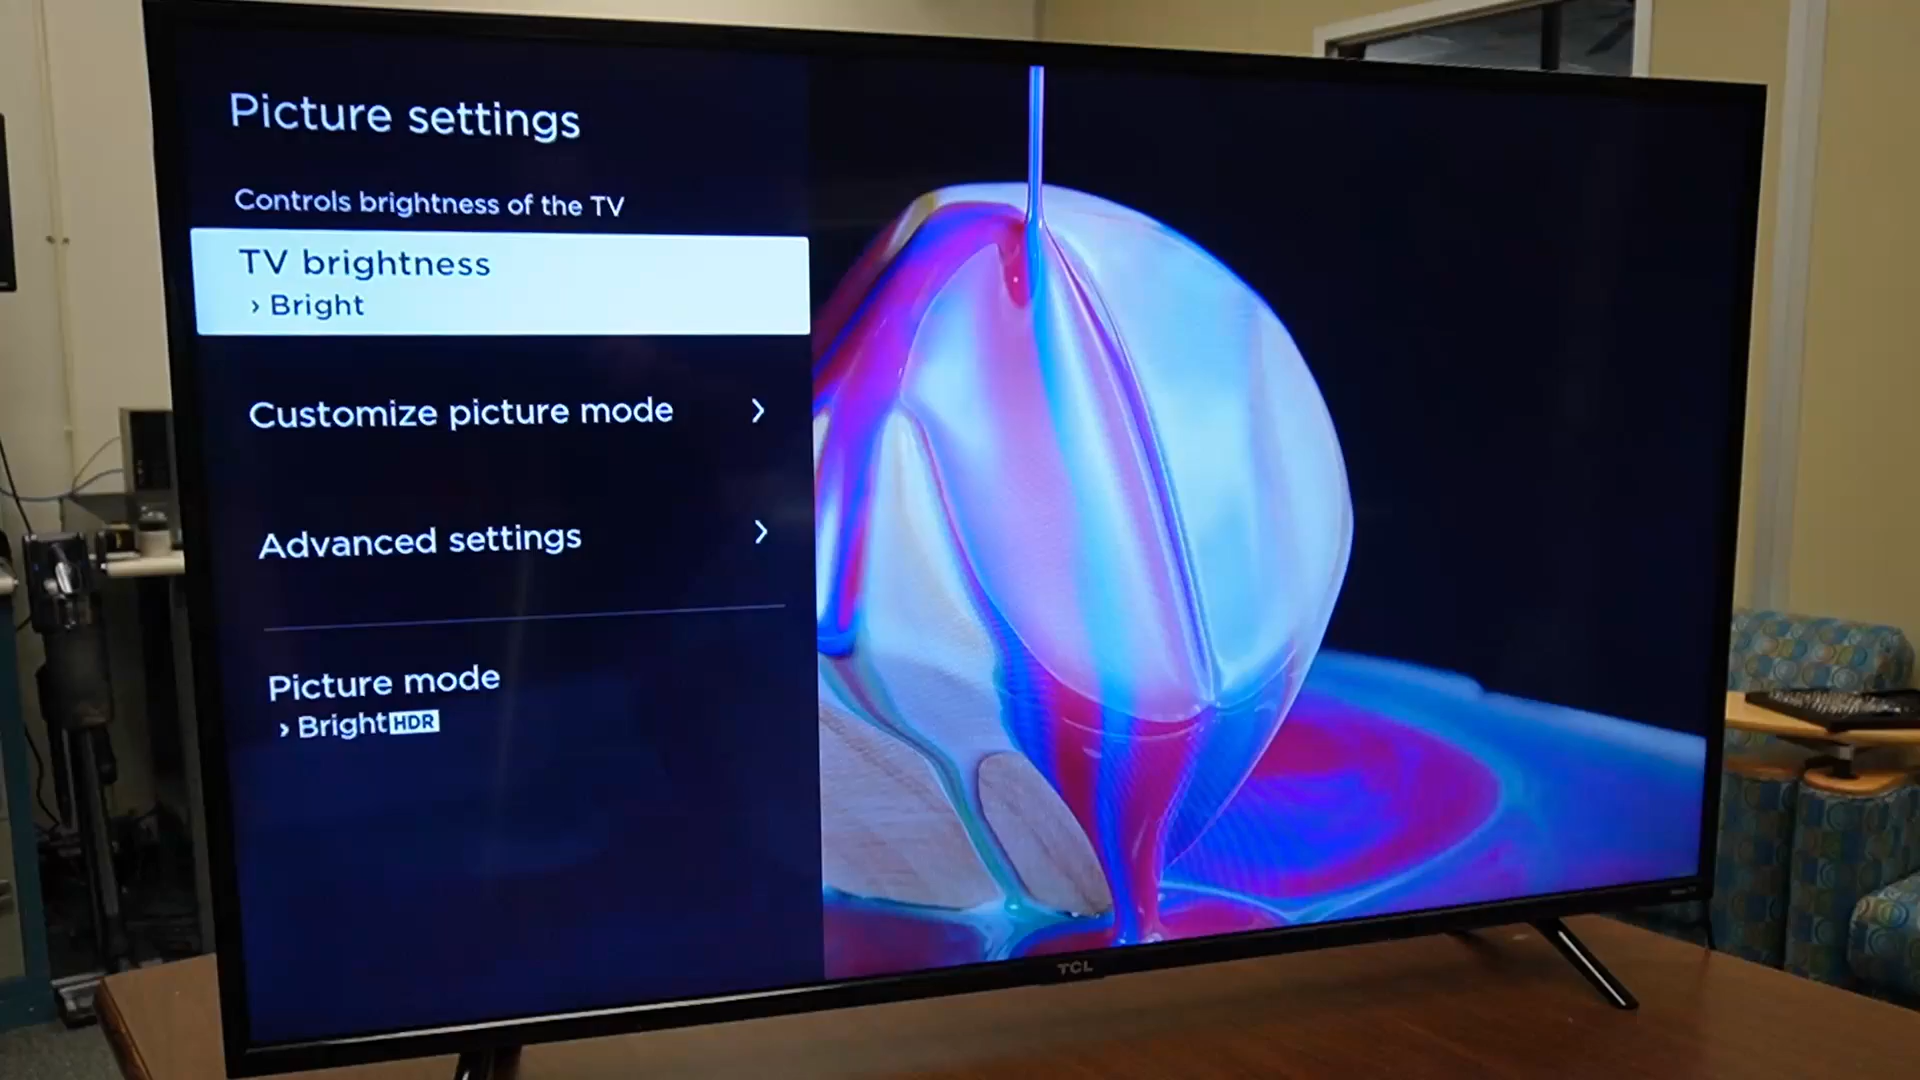 Picture settings
Controls brightness of the TV
TV brightness
› Bright
Customize picture mode >
Advanced settings >
Picture mode
› Bright HDR
TCL